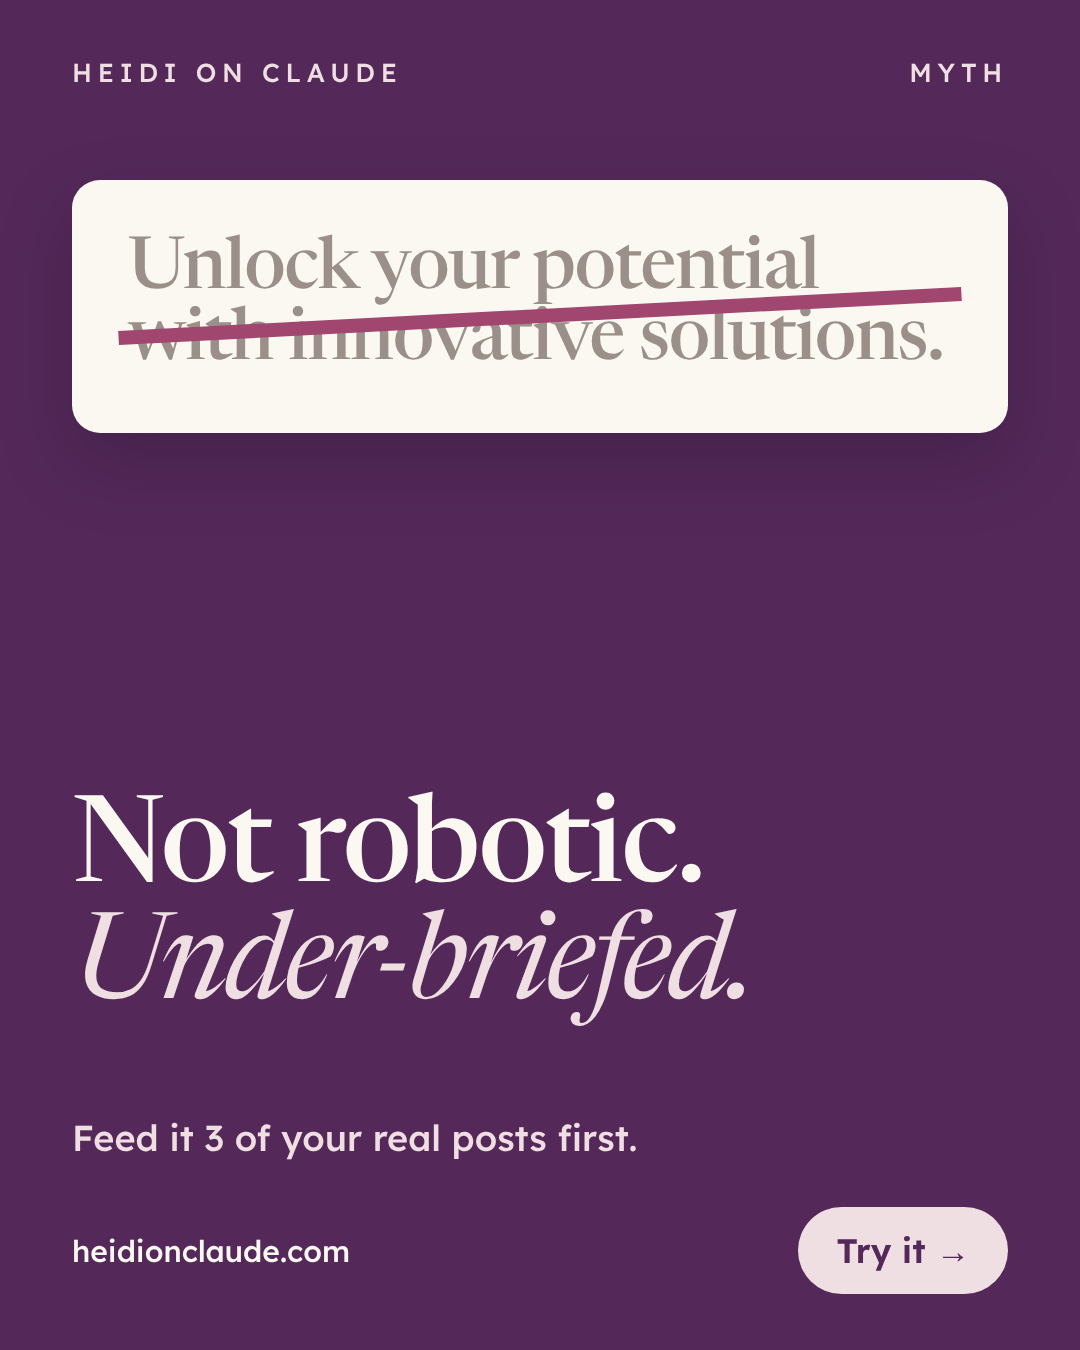 HEIDI ON CLAUDE
MYTH
Unlock your potential
with innovative solutions.
Not robotic.
Under-briefed.
Feed it 3 of your real posts first.
heidionclaude.com
Try it →